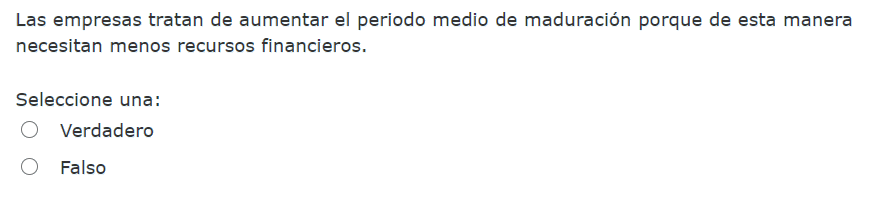 Las empresas tratan de aumentar el periodo medio de maduración porque de esta manera
necesitan menos recursos financieros.
Seleccione una:
Verdadero
Falso